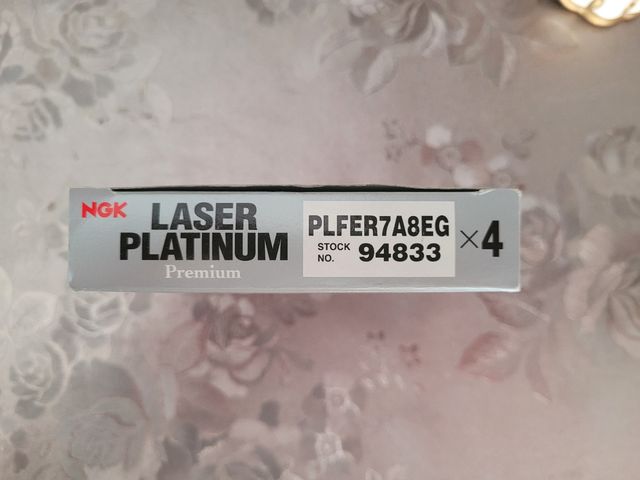 NGK
LASER
PLATINUM
Premium
PLFER7A8EG
STOCK NO. 94833
×4